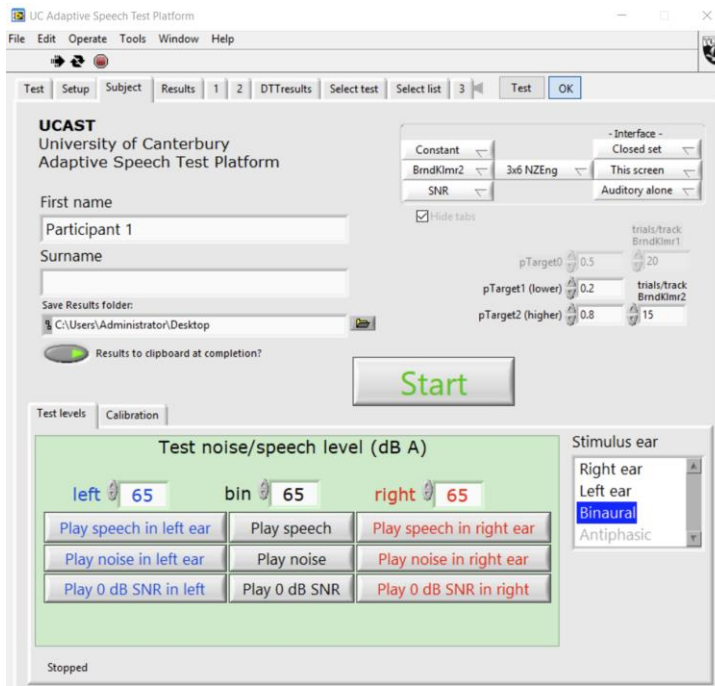 UC Adaptive Speech Test Platform
File Edit Operate Tools Window Help
Test Setup Subject Results 1 2 DTTresults Select test Select list 3 Test OK
UCAST
University of Canterbury
Adaptive Speech Test Platform
- Interface -
Constant Closed set
BrndKlmr2 3x6 NZEng This screen
SNR Auditory alone
Hide tabs
First name
Participant 1
trials/track
BrndKlmr1
pTarget0 0.5 20
Surname
pTarget1 (lower) 0.2
trials/track
BrndKlmr2
pTarget2 (higher) 0.8 15
Save Results folder:
C:\Users\Administrator\Desktop
Results to clipboard at completion?
Start
Test levels Calibration
Test noise/speech level (dB A)
left 65 bin 65 right 65
Play speech in left ear Play speech Play speech in right ear
Play noise in left ear Play noise Play noise in right ear
Play 0 dB SNR in left Play 0 dB SNR Play 0 dB SNR in right
Stimulus ear
Right ear
Left ear
Binaural
Antiphasic
Stopped